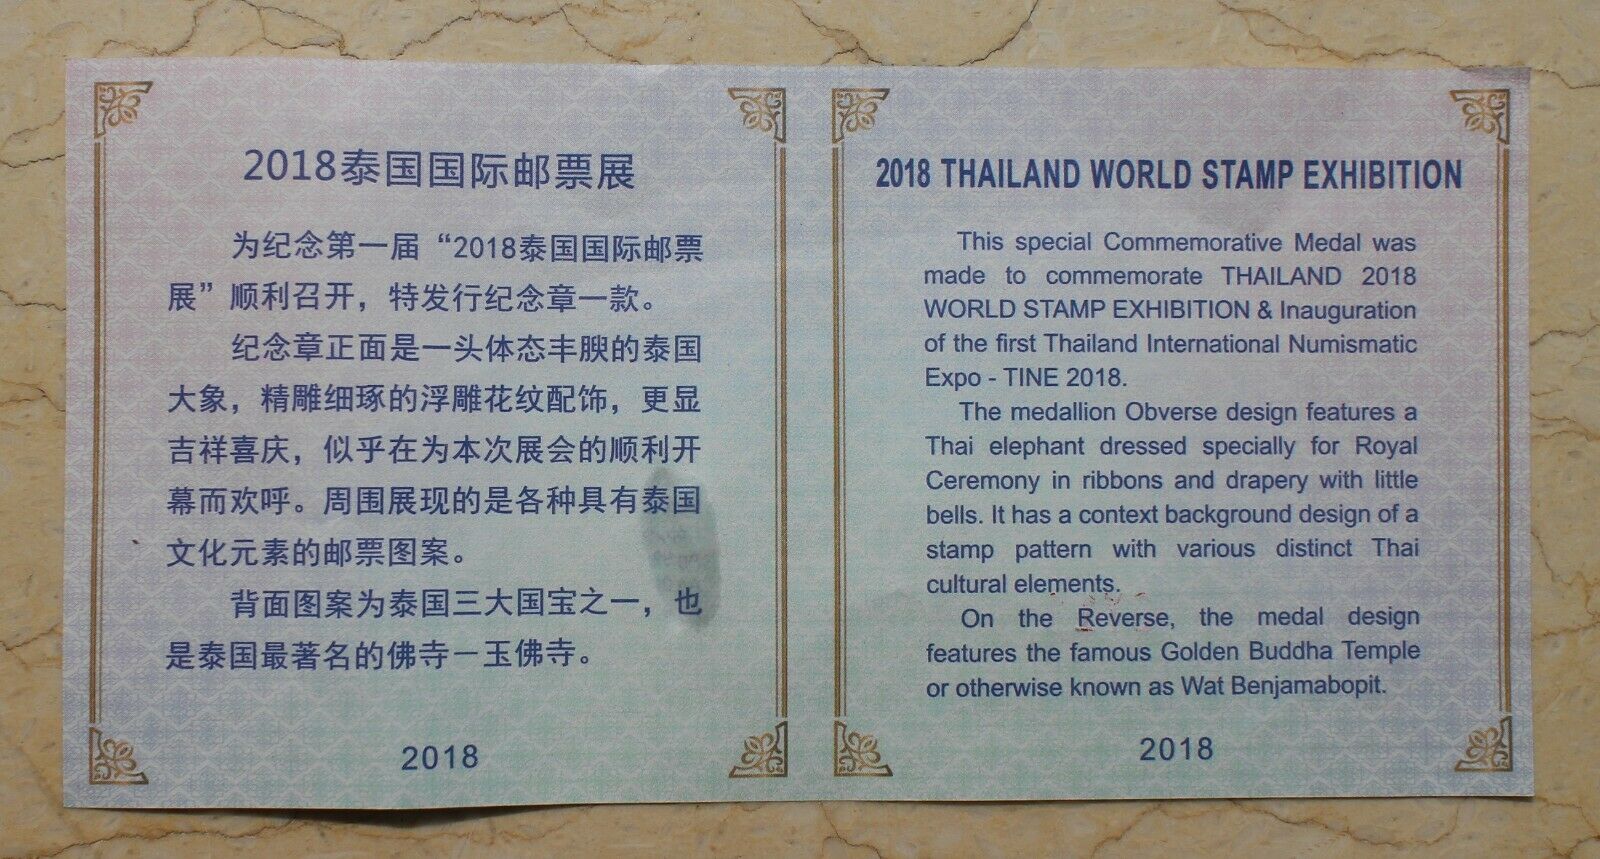 2018泰国国际邮票展
为纪念第一届“2018泰国国际邮票
展”顺利召开，特发行纪念章一款。
纪念章正面是一头体态丰腴的泰国
大象，精雕细琢的浮雕花纹配饰，更显
吉祥喜庆，似乎在为本次展会的顺利开
幕而欢呼。周围展现的是各种具有泰国
文化元素的邮票图案。
背面图案为泰国三大国宝之一，也
是泰国最著名的佛寺－玉佛寺。
2018
2018 THAILAND WORLD STAMP EXHIBITION
This special Commemorative Medal was
made to commemorate THAILAND 2018
WORLD STAMP EXHIBITION & Inauguration
of the first Thailand International Numismatic
Expo - TINE 2018.
The medallion Obverse design features a
Thai elephant dressed specially for Royal
Ceremony in ribbons and drapery with little
bells. It has a context background design of a
stamp pattern with various distinct Thai
cultural elements.
On the Reverse, the medal design
features the famous Golden Buddha Temple
or otherwise known as Wat Benjamabopit.
2018